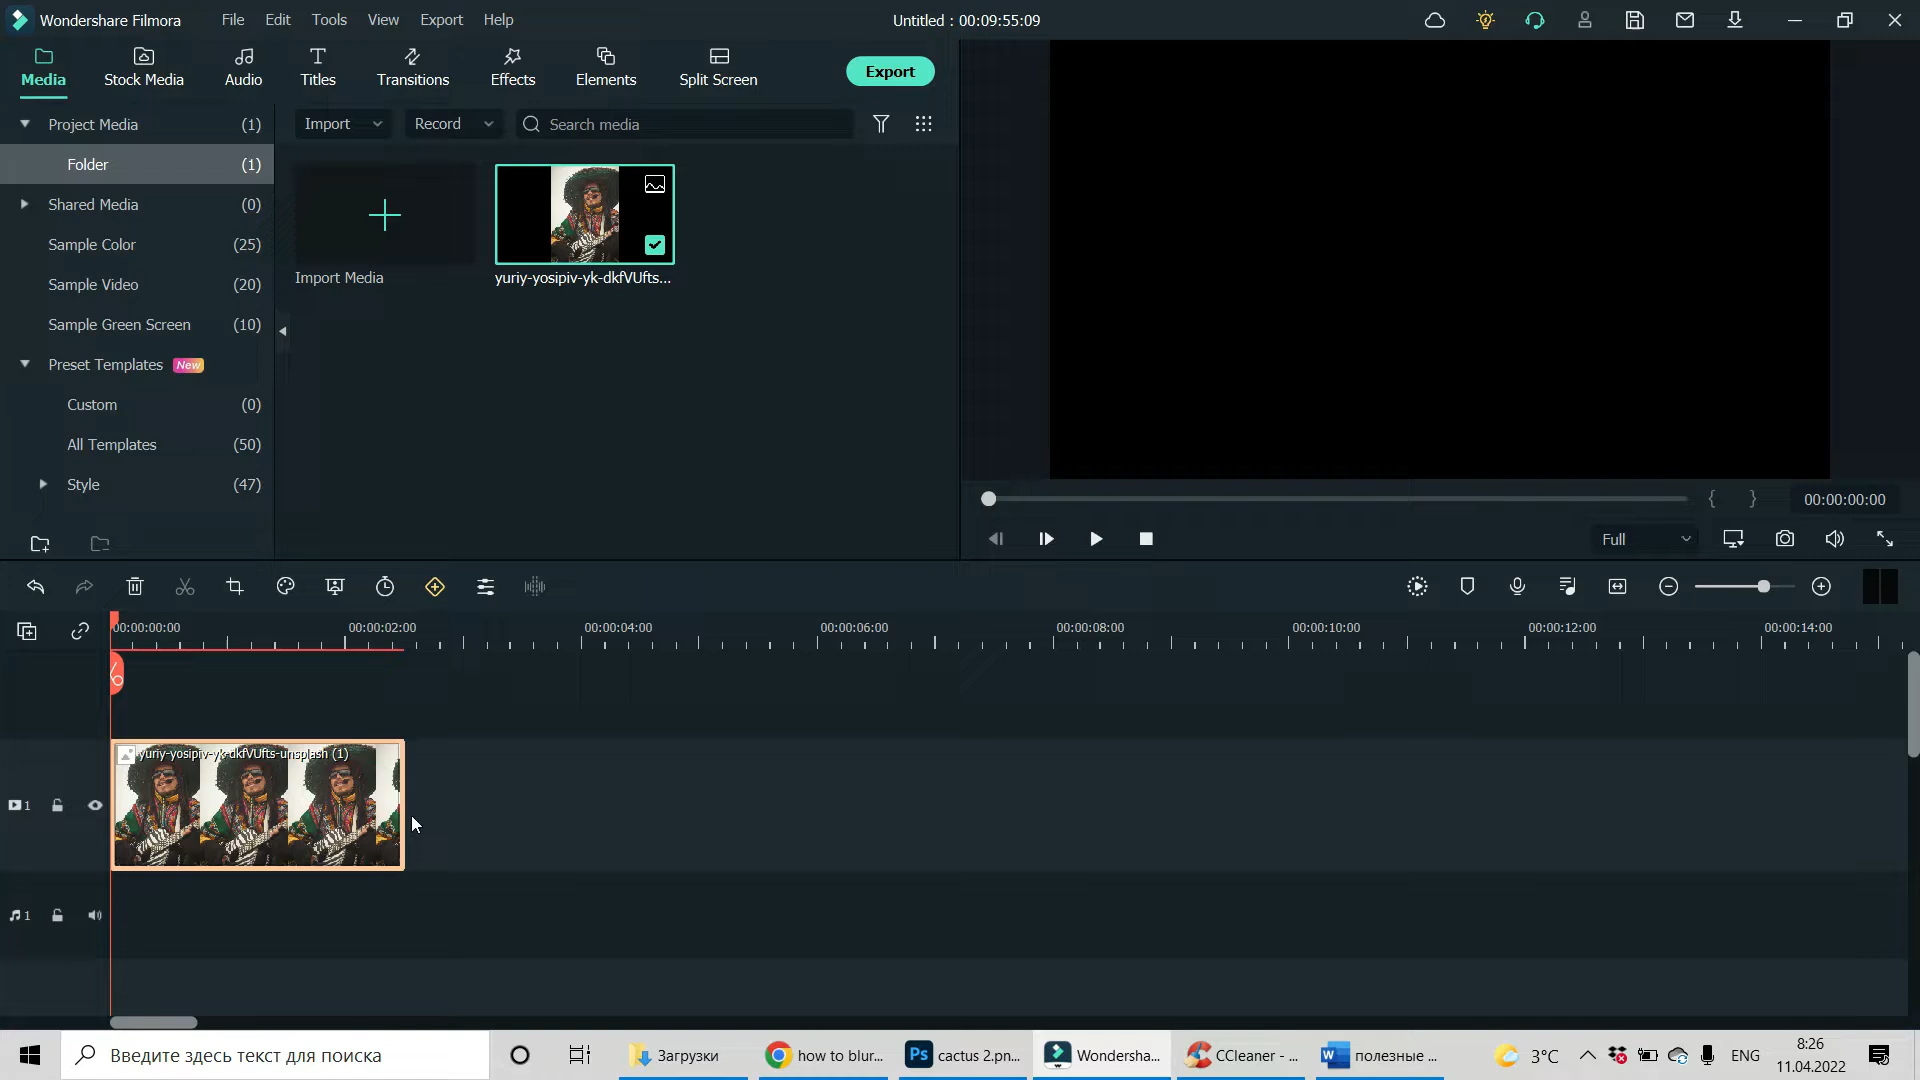 Wondershare Filmora File Edit Tools View Export Help Untitled : 00:09:55:09
Media Stock Media Audio Titles Transitions Effects Elements Split Screen Export
Project Media (1)
Folder (1)
Shared Media (0)
Sample Color (25)
Sample Video (20)
Sample Green Screen (10)
Preset Templates New
Custom (0)
All Templates (50)
Style (47)
Import Record Search media
Import Media yuriy-yosipiv-yk-dkfVUfts...
00:00:00:00
Full
00:00:00:00 00:00:02:00 00:00:04:00 00:00:06:00 00:00:08:00 00:00:10:00 00:00:12:00 00:00:14:00
yuriy-yosipiv-yk-dkfVUfts-unsplash (1)
1
1
Введите здесь текст для поиска Загрузки how to blur... Ps cactus 2.pn... Wondersha... CCleaner - ... W полезные ... 3°C ENG 8:26
11.04.2022